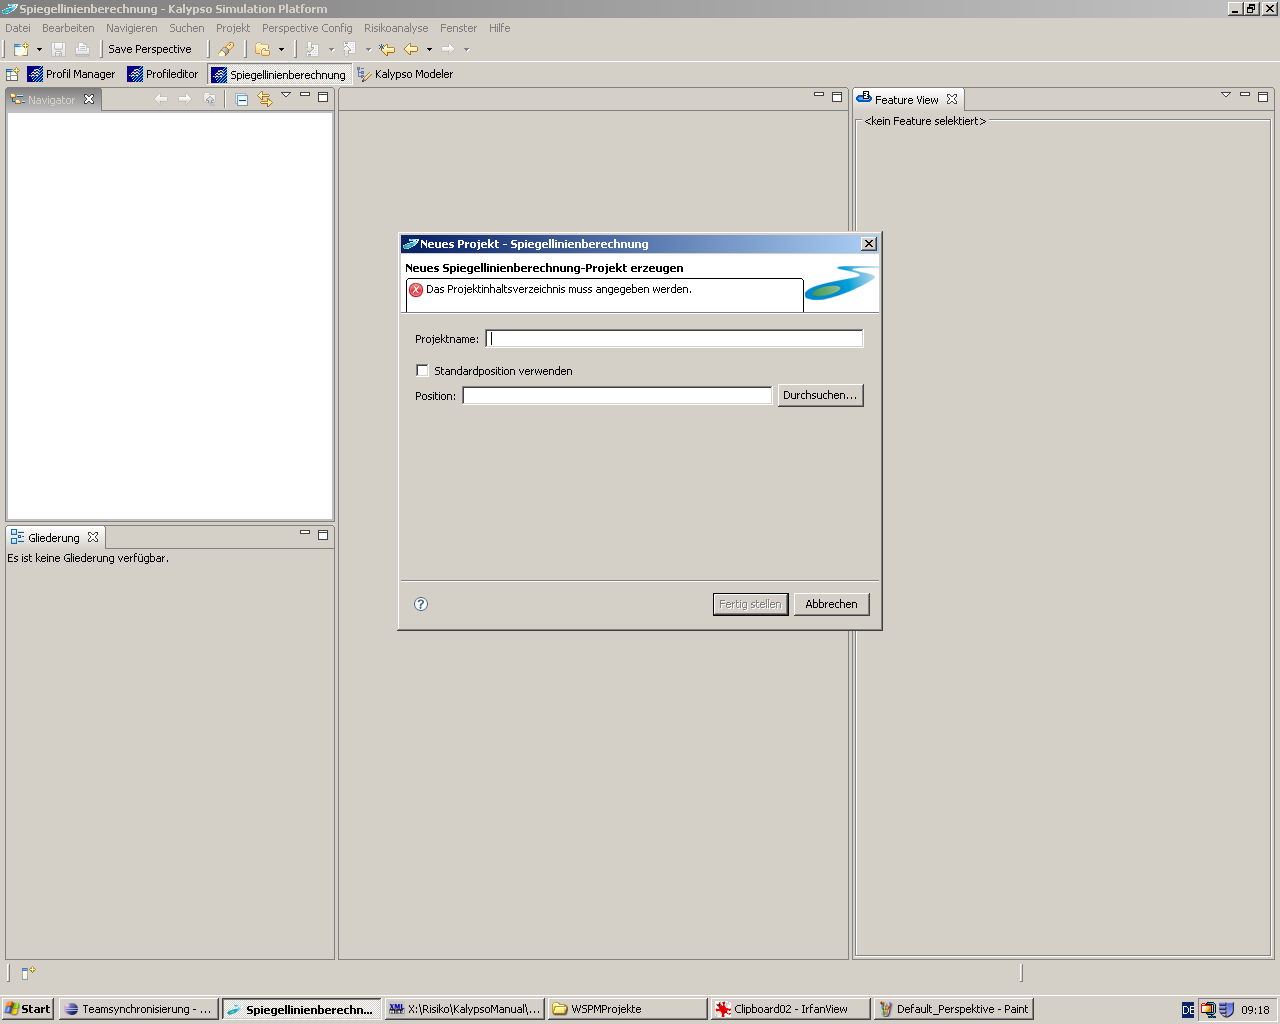 Spiegellinienberechnung - Kalypso Simulation Platform
Datei Bearbeiten Navigieren Suchen Projekt Perspective Config Risikoanalyse Fenster Hilfe
Save Perspective
Profil Manager Profileditor Spiegellinienberechnung Kalypso Modeler
Navigator
Feature View
<kein Feature selektiert>
Neues Projekt - Spiegellinienberechnung
Neues Spiegellinienberechnung-Projekt erzeugen
Das Projektinhaltsverzeichnis muss angegeben werden.
Projektname:
Standardposition verwenden
Position:
Durchsuchen...
Fertig stellen
Abbrechen
Gliederung
Es ist keine Gliederung verfügbar.
Start Teamsynchronisierung - ... Spiegellinienberechn... X:\Risiko\KalypsoManual\... WSPMProjekte Clipboard02 - IrfanView Default_Perspektive - Paint DE 09:18